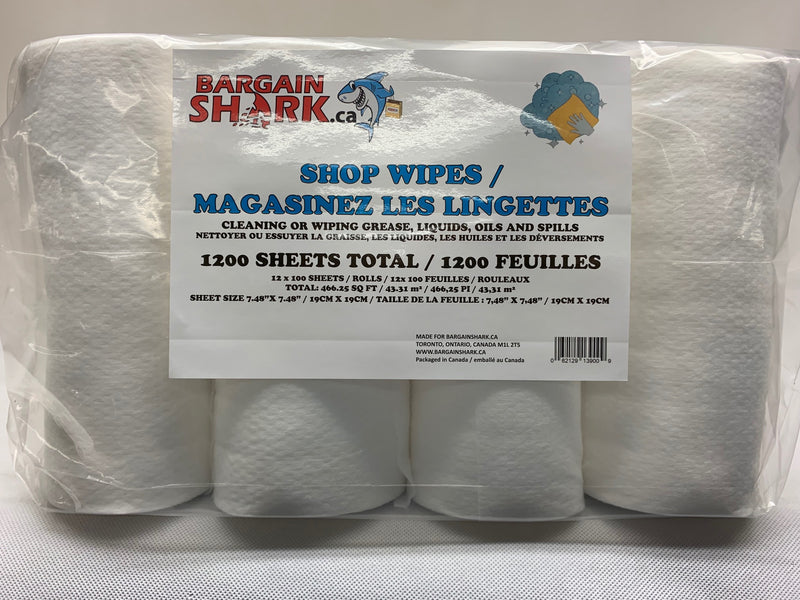 BARGAIN
SHARK.ca
SHOP WIPES /
MAGASINEZ LES LINGETTES
CLEANING OR WIPING GREASE, LIQUIDS, OILS AND SPILLS
NETTOYER OU ESSUYER LA GRAISSE, LES LIQUIDES, LES HUILES ET LES DÉVERSEMENTS
1200 SHEETS TOTAL / 1200 FEUILLES
12 x 100 SHEETS / ROLLS / 12x 100 FEUILLES / ROULEAUX
TOTAL: 466.25 SQ FT / 43.31 m² / 466,25 PI / 43,31 m²
SHEET SIZE 7.48"X 7.48" / 19CM X 19CM / TAILLE DE LA FEUILLE : 7,48" X 7,48" / 19CM X 19CM
MADE FOR BARGAINSHARK.CA
TORONTO, ONTARIO, CANADA M1L 2T5
WWW.BARGAINSHARK.CA
Packaged in Canada / emballé au Canada
0 62129 13900 9